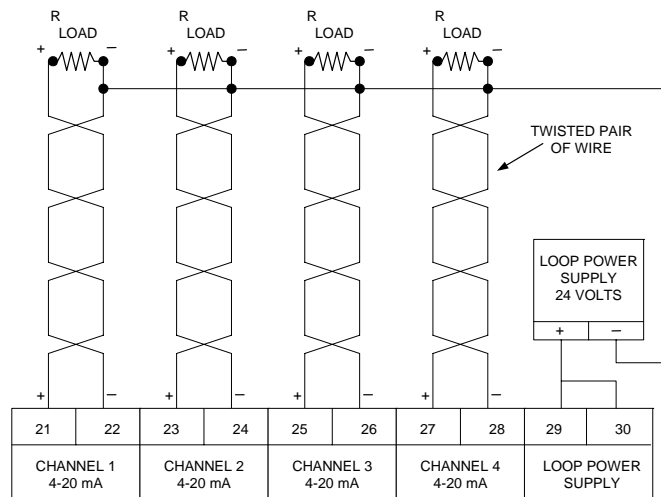 R
LOAD
R
LOAD
R
LOAD
R
LOAD
+ − + − + − + −
TWISTED PAIR
OF WIRE
LOOP POWER
SUPPLY
24 VOLTS
+ −
+ − + − + − + −
21 22 23 24 25 26 27 28 29 30
CHANNEL 1
4-20 mA
CHANNEL 2
4-20 mA
CHANNEL 3
4-20 mA
CHANNEL 4
4-20 mA
LOOP POWER
SUPPLY